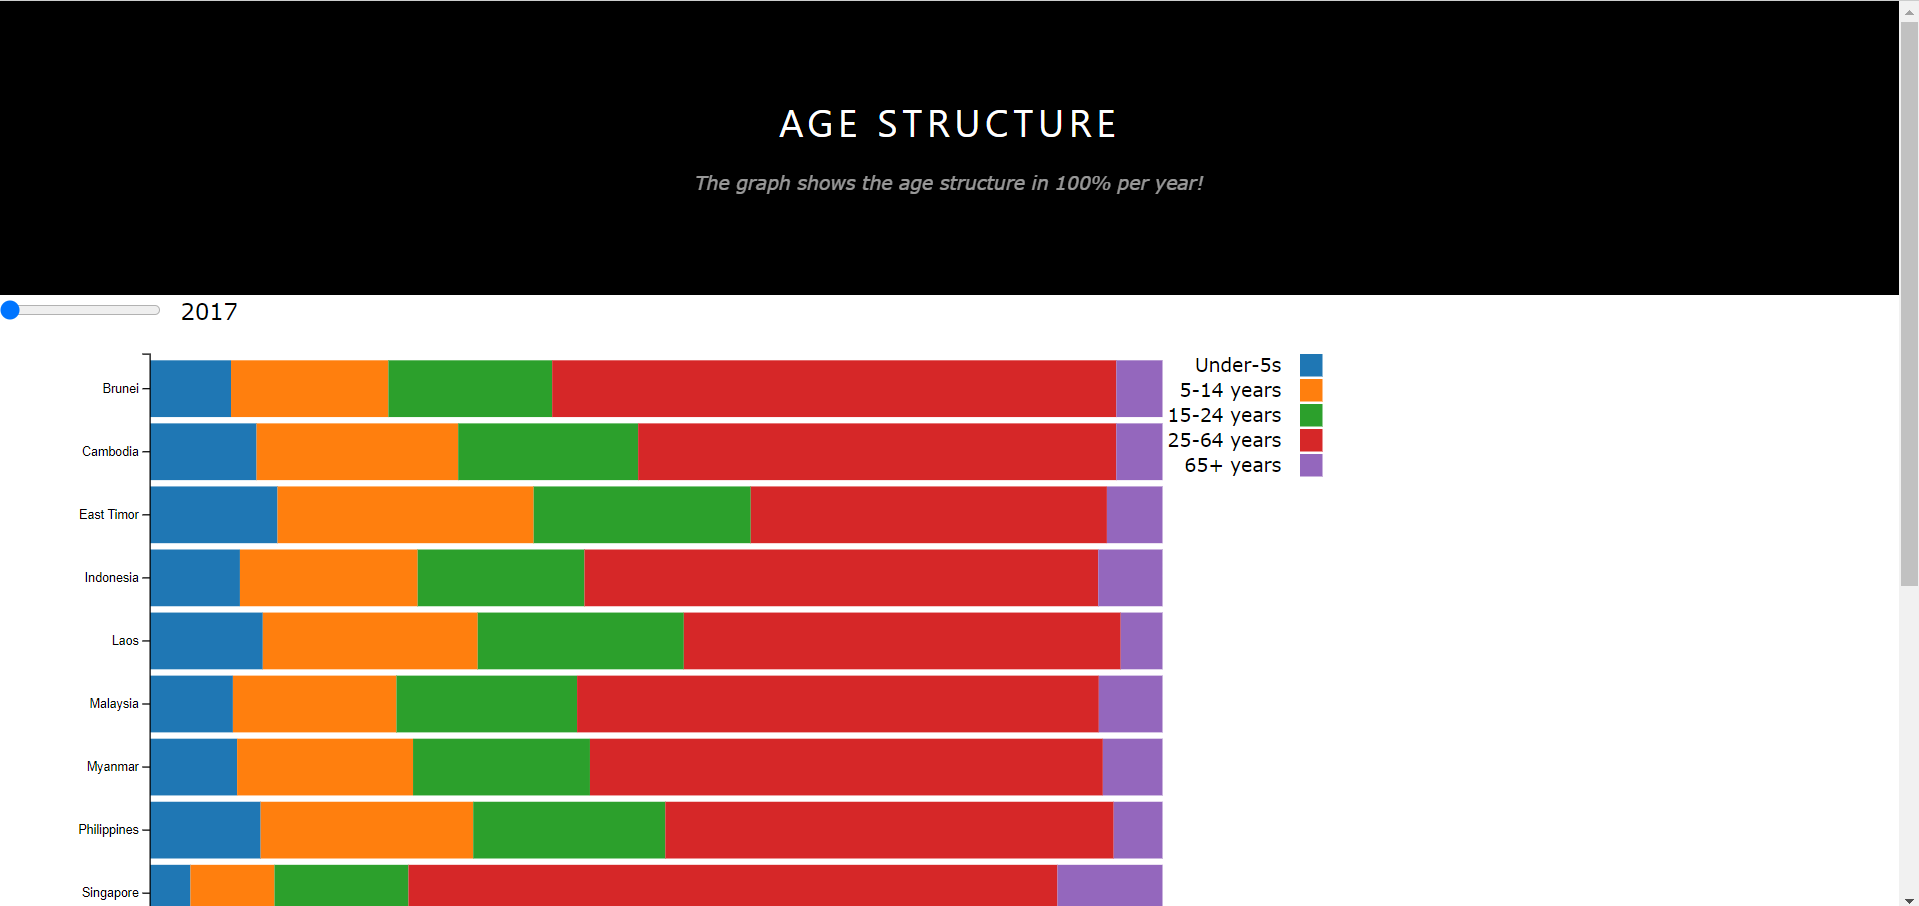 AGE STRUCTURE
The graph shows the age structure in 100% per year!
2017
Brunei
Cambodia
East Timor
Indonesia
Laos
Malaysia
Myanmar
Philippines
Singapore
Under-5s
5-14 years
15-24 years
25-64 years
65+ years